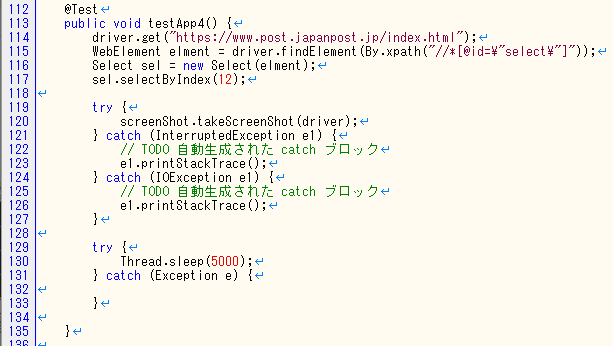 112 @Test↵
113 public void testApp4() {↵
114 driver.get("https://www.post.japanpost.jp/index.html");↵
115 WebElement elment = driver.findElement(By.xpath("//*[@id=¥"select¥"]"));↵
116 Select sel = new Select(elment);↵
117 sel.selectByIndex(12);↵
118 ↵
119 try {↵
120 screenShot.takeScreenShot(driver);↵
121 } catch (InterruptedException e1) {↵
122 // TODO 自動生成された catch ブロック↵
123 e1.printStackTrace();↵
124 } catch (IOException e1) {↵
125 // TODO 自動生成された catch ブロック↵
126 e1.printStackTrace();↵
127 }↵
128 ↵
129 try {↵
130 Thread.sleep(5000);↵
131 } catch (Exception e) {↵
132 ↵
133 }↵
134 ↵
135 }↵
136 ↵